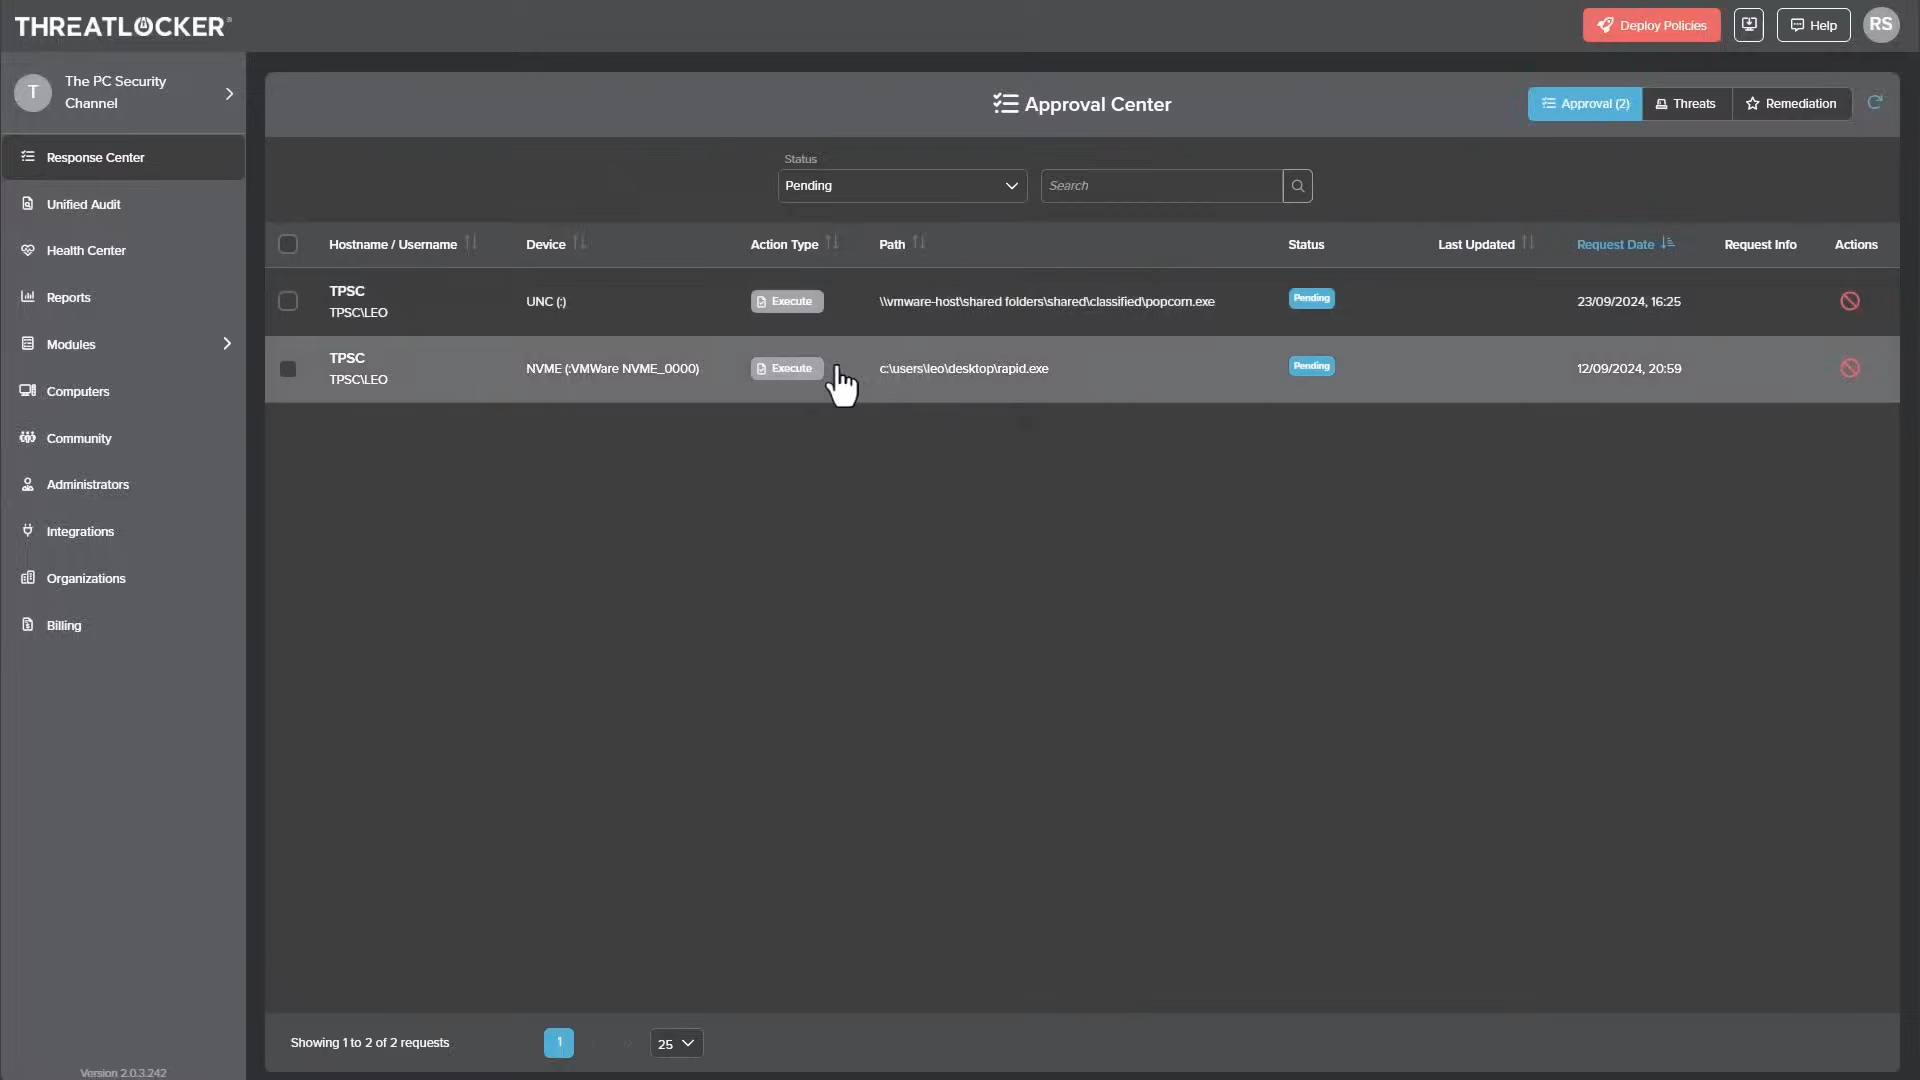 THREATLOCKER®
Deploy Policies
Help
RS
T
The PC Security
Channel
Response Center
Unified Audit
Health Center
Reports
Modules
Computers
Community
Administrators
Integrations
Organizations
Billing
Version 2.0.3.242
Approval Center
Approval (2)
Threats
Remediation
Status
Pending
Search
Hostname / Username
Device
Action Type
Path
Status
Last Updated
Request Date
Request Info
Actions
TPSC
TPSC\LEO
UNC (:)
Execute
\\vmware-host\shared folders\shared\classified\popcorn.exe
Pending
23/09/2024, 16:25
TPSC
TPSC\LEO
NVME (:VMWare NVME_0000)
Execute
c:\users\leo\desktop\rapid.exe
Pending
12/09/2024, 20:59
Showing 1 to 2 of 2 requests
1
25